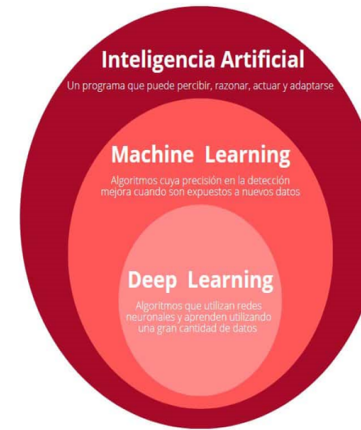 Inteligencia Artificial
Un programa que puede percibir, razonar, actuar y adaptarse
Machine Learning
Algoritmos cuya precisión en la detección
mejora cuando son expuestos a nuevos datos
Deep Learning
Algoritmos que utilizan redes
neuronales y aprenden utilizando
una gran cantidad de datos